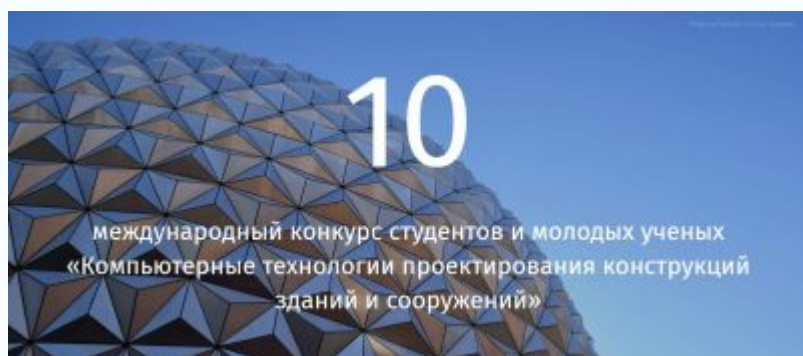 10
международный конкурс студентов и молодых ученых
«Компьютерные технологии проектирования конструкций
зданий и сооружений»